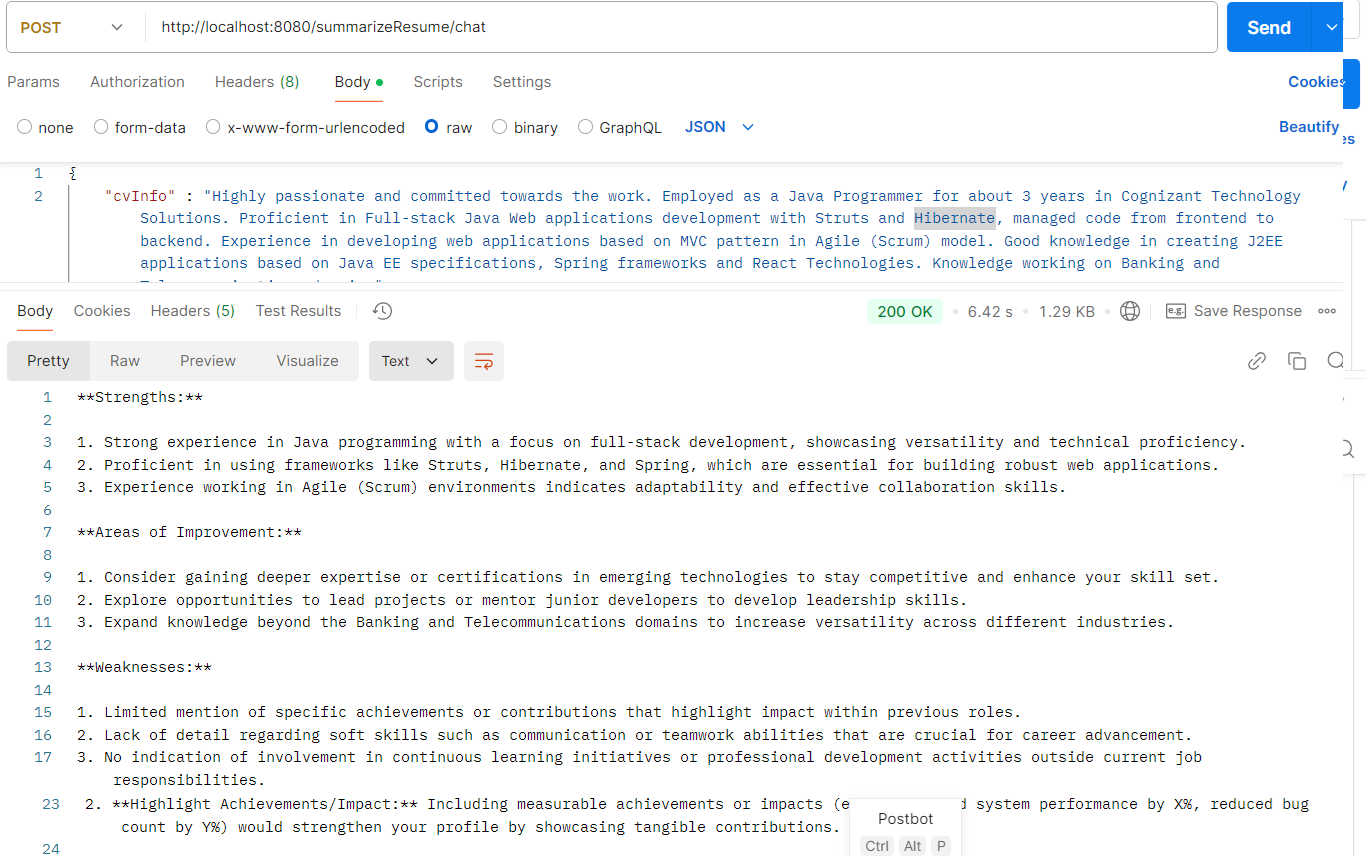 POST http://localhost:8080/summarizeResume/chat Send
Params Authorization Headers (8) Body Scripts Settings Cookies
none form-data x-www-form-urlencoded raw binary GraphQL JSON Beautify
es
1 {
2 "cvInfo" : "Highly passionate and committed towards the work. Employed as a Java Programmer for about 3 years in Cognizant Technology
Solutions. Proficient in Full-stack Java Web applications development with Struts and Hibernate, managed code from frontend to
backend. Experience in developing web applications based on MVC pattern in Agile (Scrum) model. Good knowledge in creating J2EE
applications based on Java EE specifications, Spring frameworks and React Technologies. Knowledge working on Banking and
Body Cookies Headers (5) Test Results 200 OK 6.42 s 1.29 KB e.g. Save Response
Pretty Raw Preview Visualize Text
1 **Strengths:**
2
3 1. Strong experience in Java programming with a focus on full-stack development, showcasing versatility and technical proficiency.
4 2. Proficient in using frameworks like Struts, Hibernate, and Spring, which are essential for building robust web applications.
5 3. Experience working in Agile (Scrum) environments indicates adaptability and effective collaboration skills.
6
7 **Areas of Improvement:**
8
9 1. Consider gaining deeper expertise or certifications in emerging technologies to stay competitive and enhance your skill set.
10 2. Explore opportunities to lead projects or mentor junior developers to develop leadership skills.
11 3. Expand knowledge beyond the Banking and Telecommunications domains to increase versatility across different industries.
12
13 **Weaknesses:**
14
15 1. Limited mention of specific achievements or contributions that highlight impact within previous roles.
16 2. Lack of detail regarding soft skills such as communication or teamwork abilities that are crucial for career advancement.
17 3. No indication of involvement in continuous learning initiatives or professional development activities outside current job
responsibilities.
23 2. **Highlight Achievements/Impact:** Including measurable achievements or impacts (e d system performance by X%, reduced bug
count by Y%) would strengthen your profile by showcasing tangible contributions.
24
Postbot
Ctrl Alt P